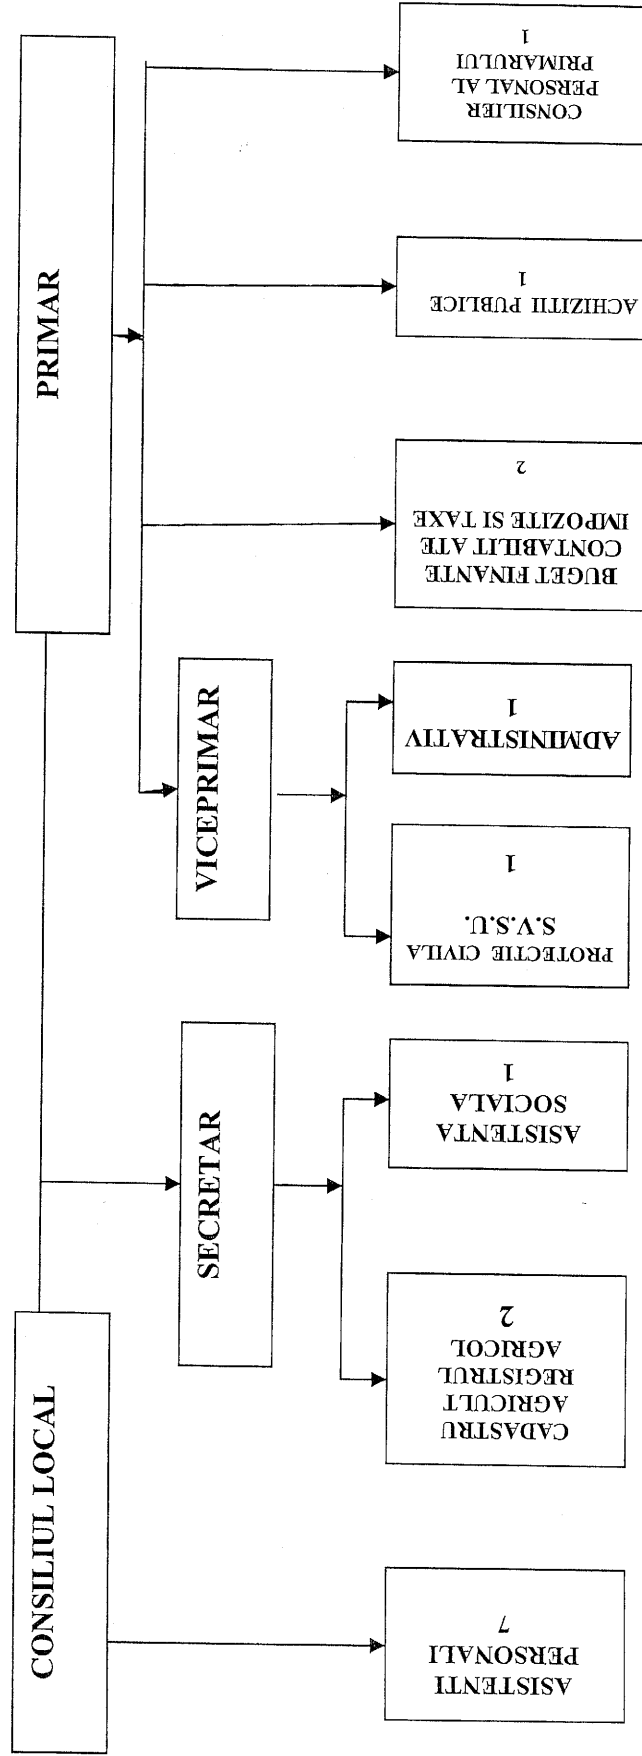 CONSILIUL LOCAL
PRIMAR
SECRETAR
VICEPRIMAR
ASISTENTI
PERSONALI
7
CADASTRU
AGRICULT
REGISTRUL
AGRICOL
2
ASISTENTA
SOCIALA
1
PROTECTIE CIVILA
S.V.S.U.
1
ADMINISTRATIV
1
BUGET FINANTE
CONTABILIT ATE
IMPOZITE SI TAXE
2
ACHIZITII PUBLICE
1
CONSILIER
PERSONAL AL
PRIMARULUI
1